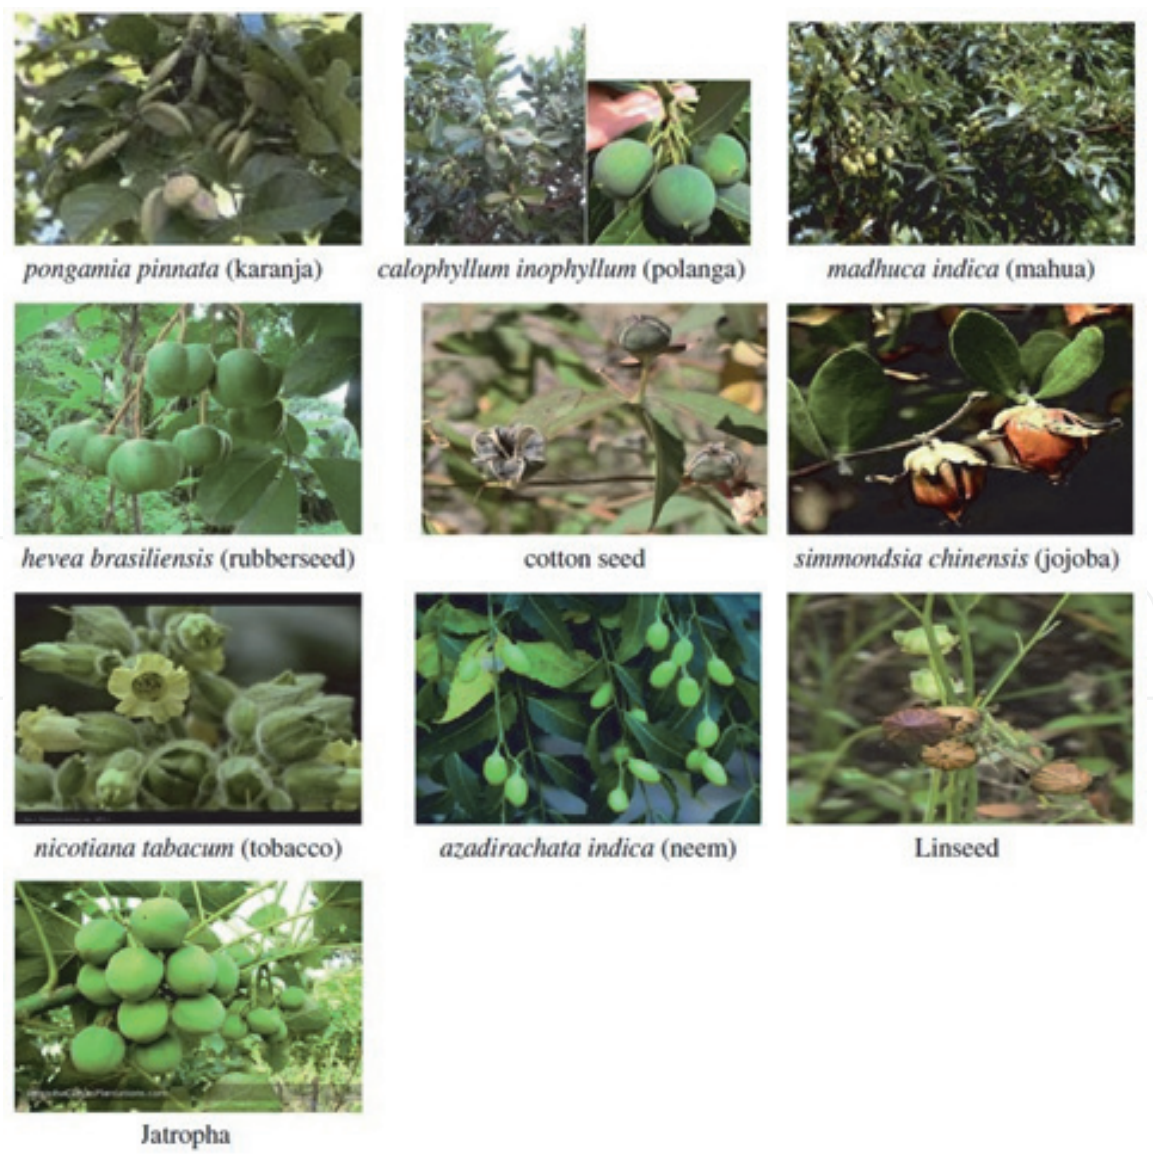 pongamia pinnata (karanja)
calophyllum inophyllum (polanga)
madhuca indica (mahua)
hevea brasiliensis (rubberseed)
cotton seed
simmondsia chinensis (jojoba)
nicotiana tabacum (tobacco)
azadirachata indica (neem)
Linseed
Jatropha